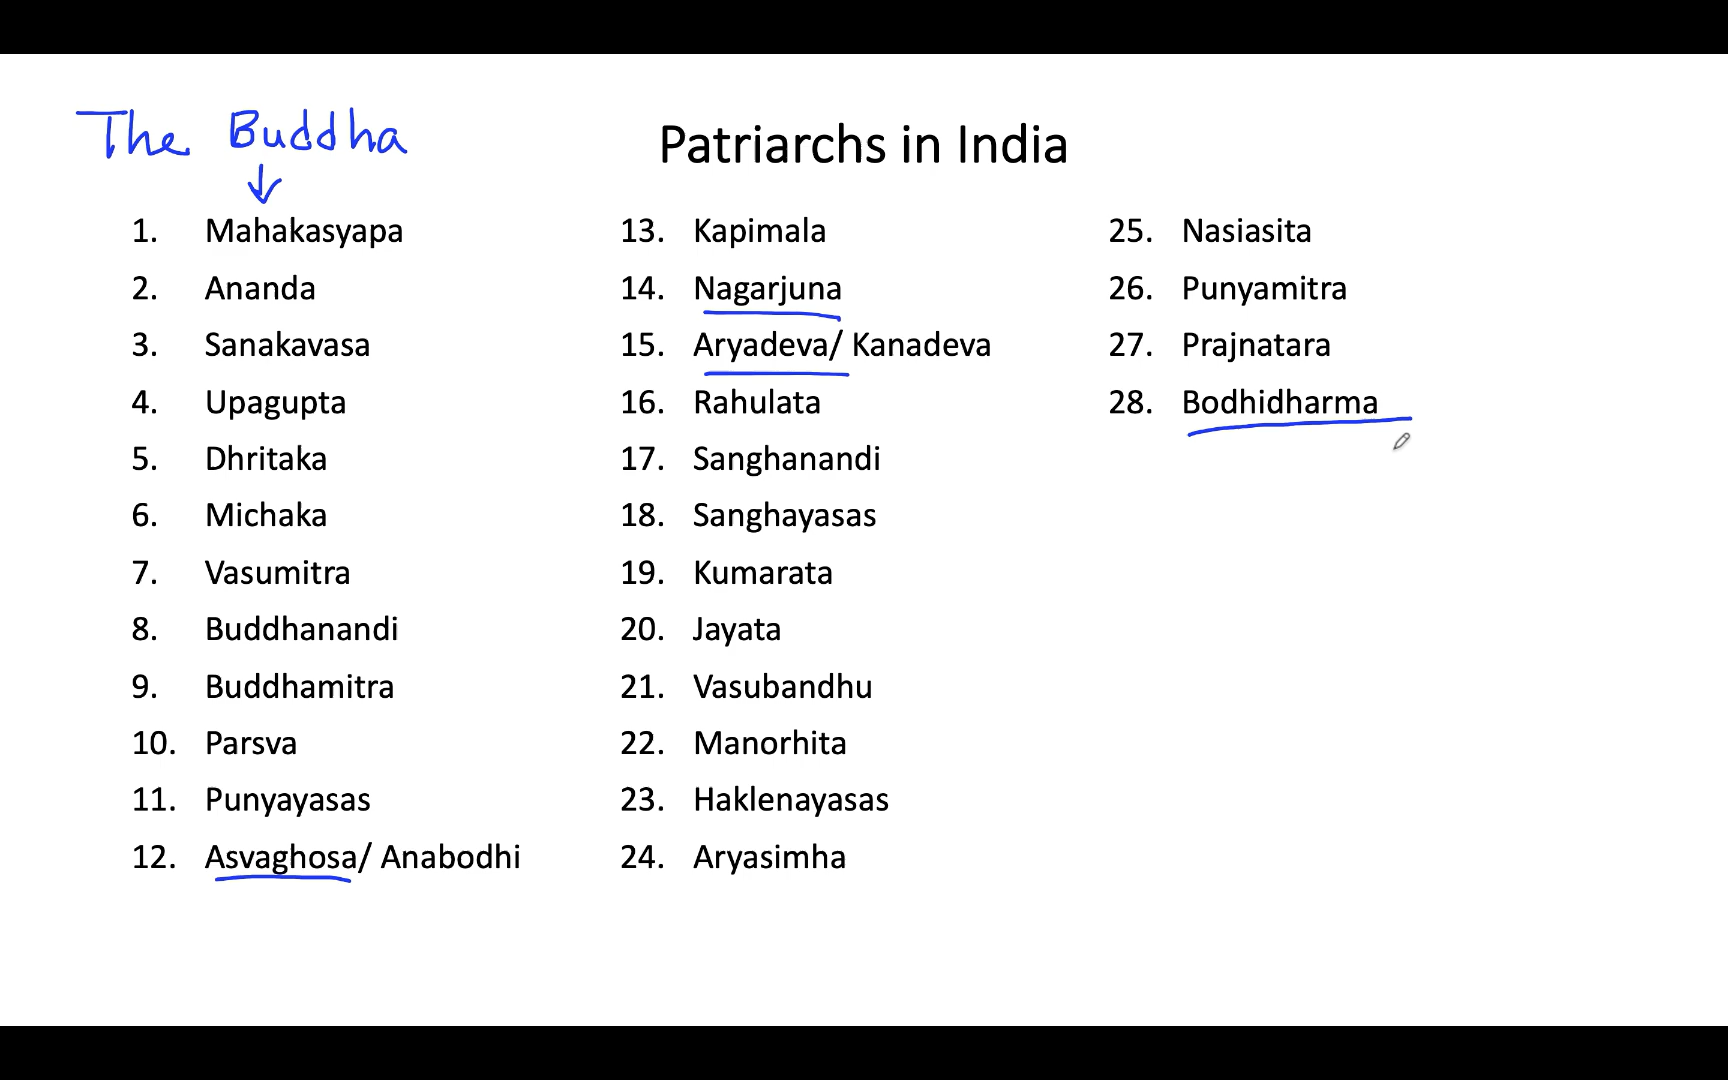 The Buddha
Patriarchs in India
1. Mahakasyapa
2. Ananda
3. Sanakavasa
4. Upagupta
5. Dhritaka
6. Michaka
7. Vasumitra
8. Buddhanandi
9. Buddhamitra
10. Parsva
11. Punyayasas
12. Asvaghosa/ Anabodhi
13. Kapimala
14. Nagarjuna
15. Aryadeva/ Kanadeva
16. Rahulata
17. Sanghanandi
18. Sanghayasas
19. Kumarata
20. Jayata
21. Vasubandhu
22. Manorhita
23. Haklenayasas
24. Aryasimha
25. Nasiasita
26. Punyamitra
27. Prajnatara
28. Bodhidharma